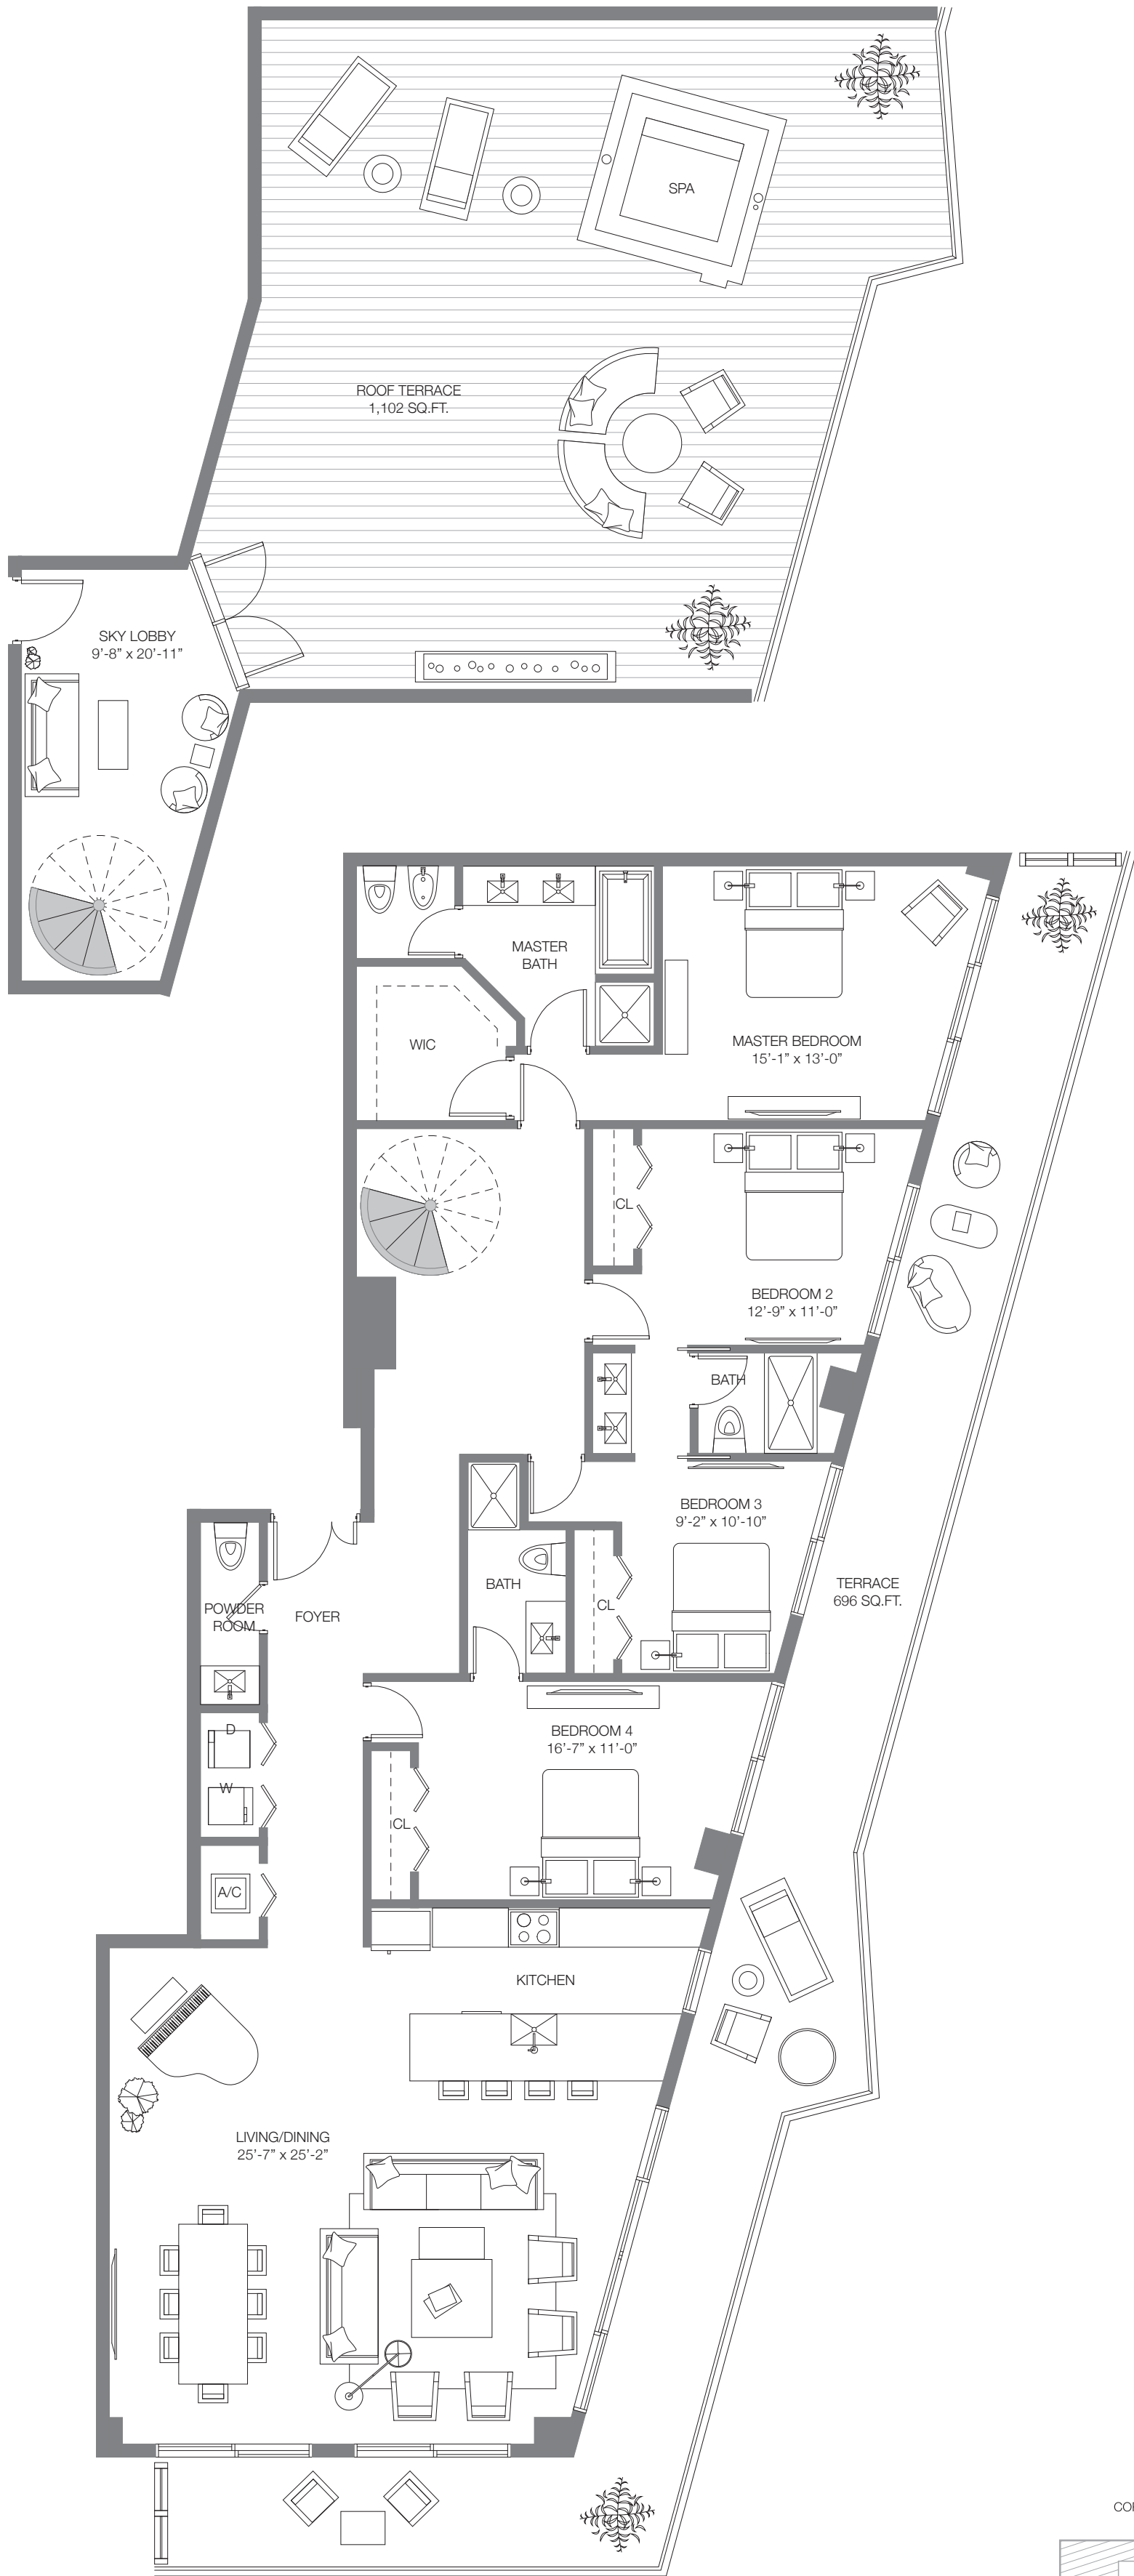 SPA
ROOF TERRACE
1,102 SQ.FT.
SKY LOBBY
9'-8" x 20'-11"
MASTER
BATH
WIC
MASTER BEDROOM
15'-1" x 13'-0"
CL
BEDROOM 2
12'-9" x 11'-0"
BATH
BEDROOM 3
9'-2" x 10'-10"
BATH
CL
TERRACE
696 SQ.FT.
POWDER
ROOM
FOYER
D
BEDROOM 4
16'-7" x 11'-0"
W
CL
A/C
KITCHEN
LIVING/DINING
25'-7" x 25'-2"